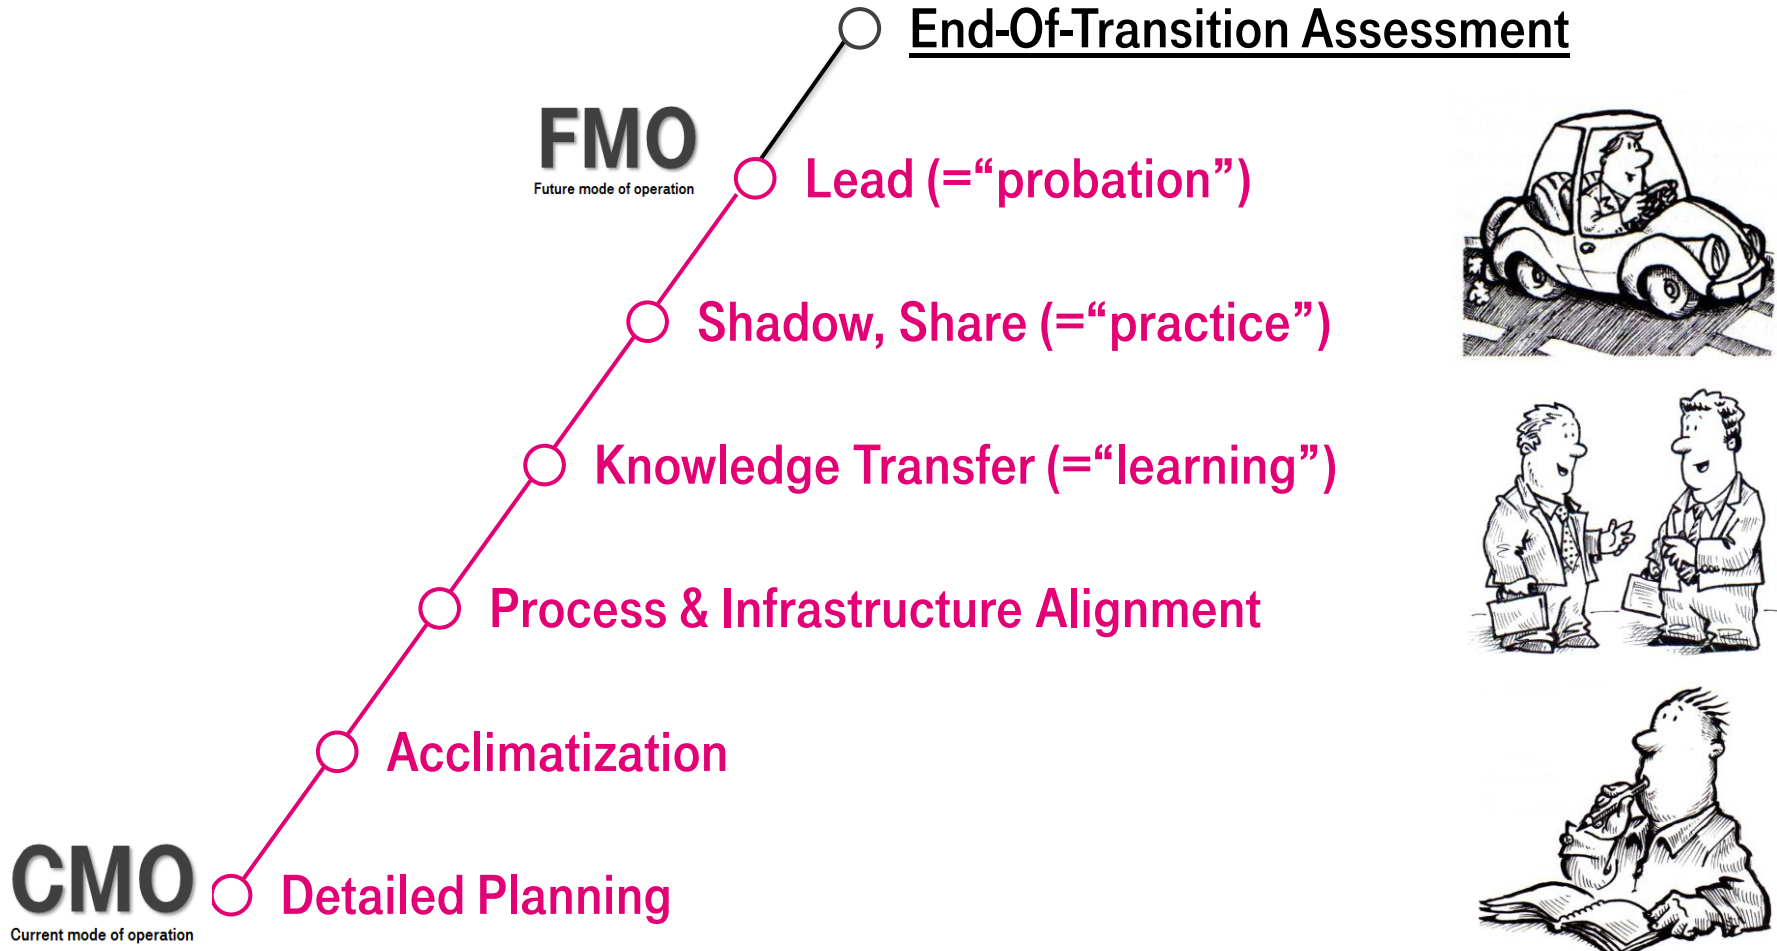 End-Of-Transition Assessment
FMO
Future mode of operation
Lead (=“probation”)
Shadow, Share (=“practice”)
Knowledge Transfer (=“learning”)
Process & Infrastructure Alignment
Acclimatization
CMO
Current mode of operation
Detailed Planning